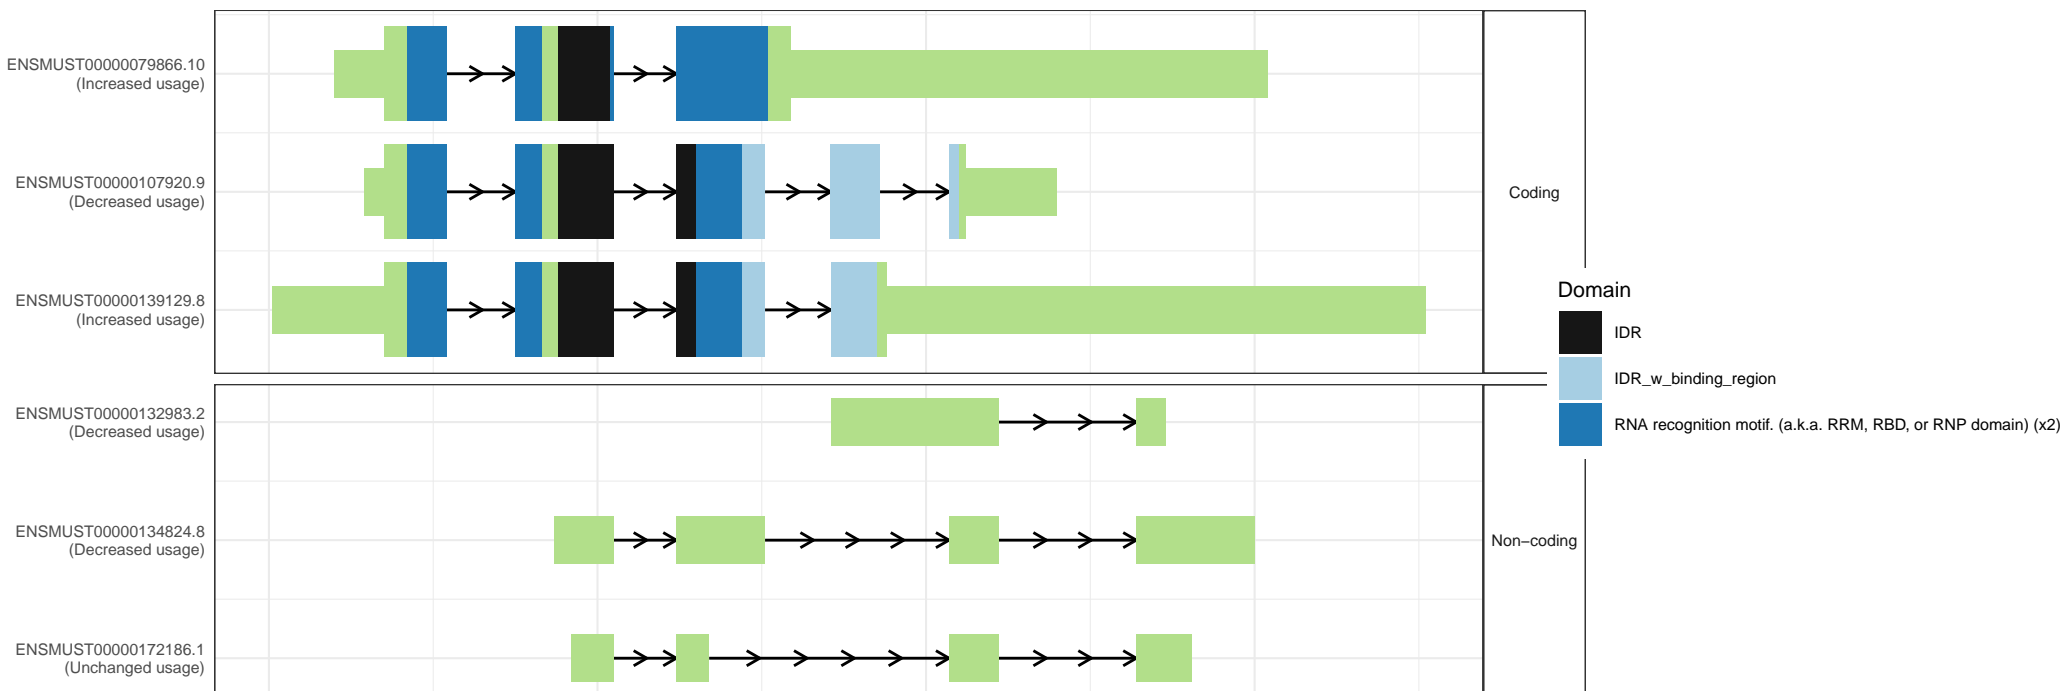 ENSMUST00000079866.10
(Increased usage)
ENSMUST00000107920.9
(Decreased usage)
ENSMUST00000139129.8
(Increased usage)
Coding
ENSMUST00000132983.2
(Decreased usage)
ENSMUST00000134824.8
(Decreased usage)
ENSMUST00000172186.1
(Unchanged usage)
Non−coding
Domain
IDR
IDR_w_binding_region
RNA recognition motif. (a.k.a. RRM, RBD, or RNP domain) (x2)